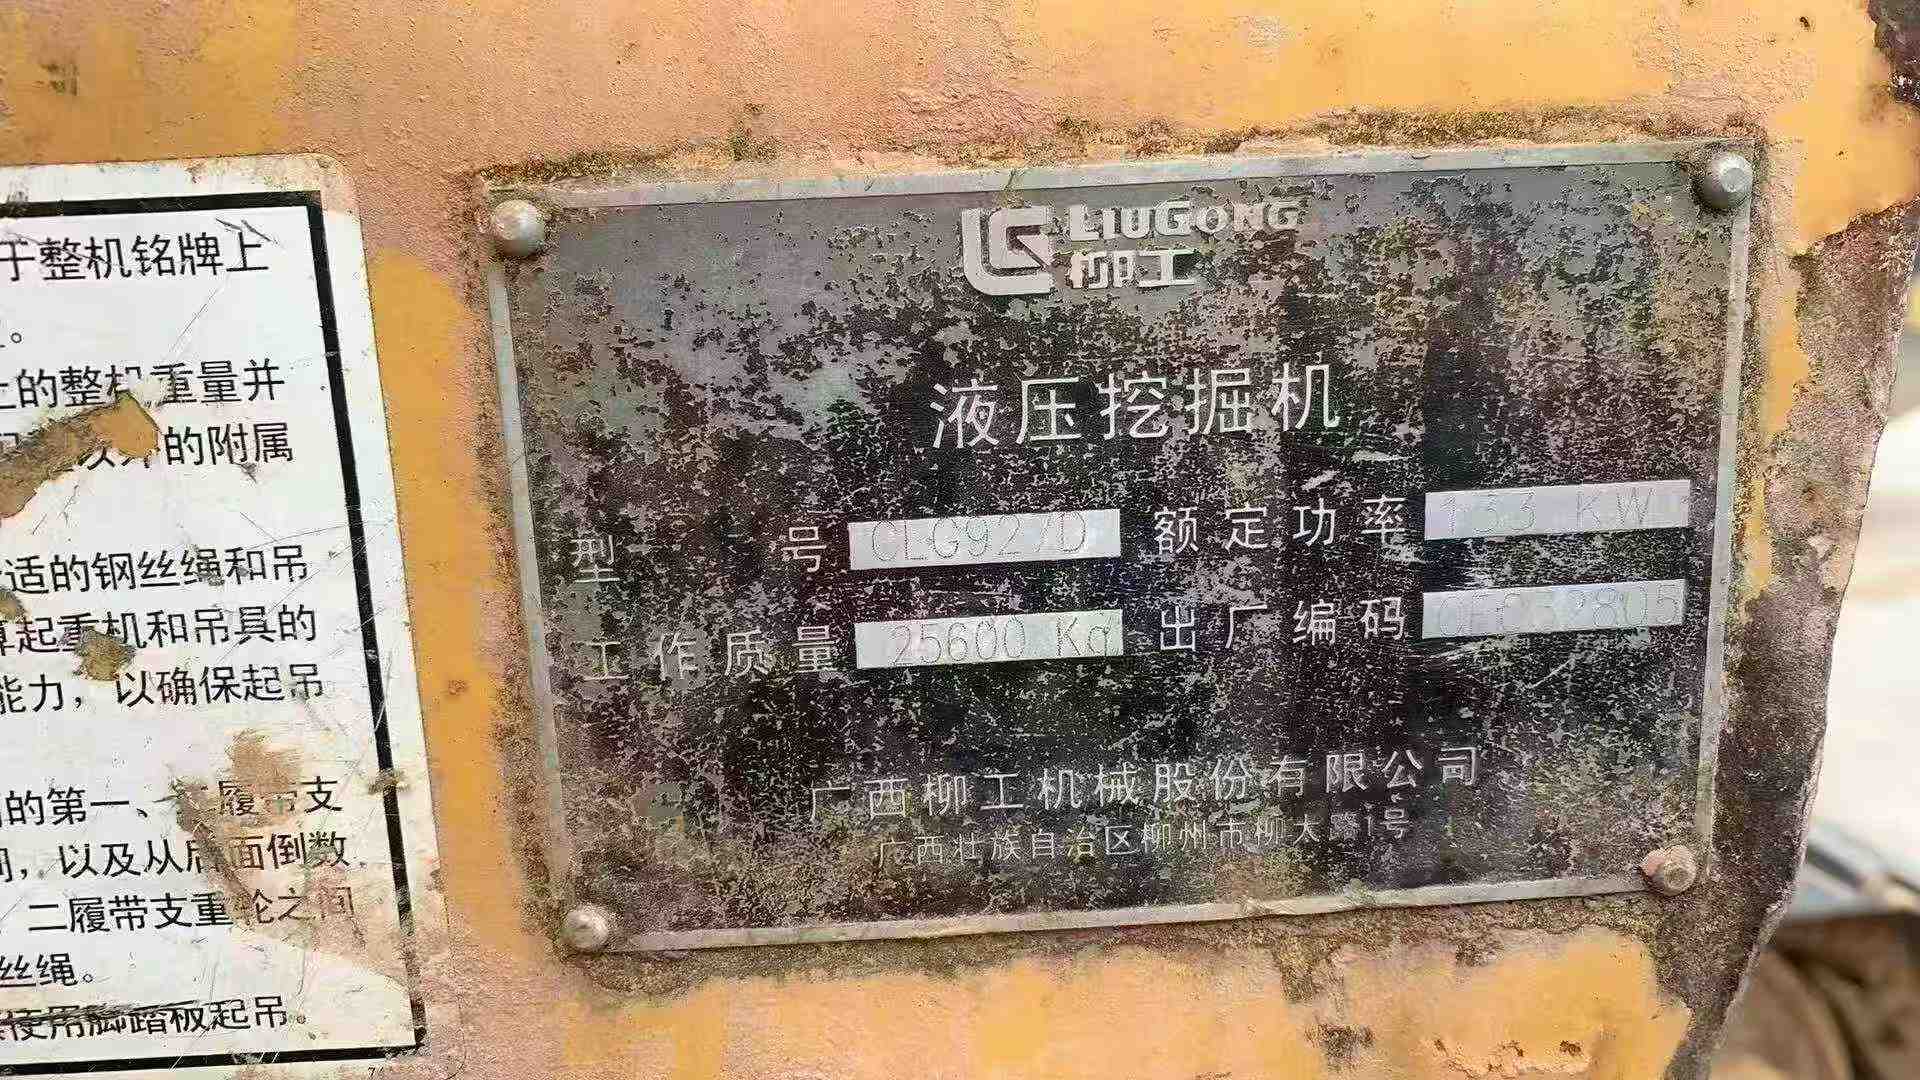 于整机铭牌上
。
上的整机重量并
的附属
适的钢丝绳和吊
算起重机和吊具的
能力，以确保起吊
的第一、履带支
间，以及从后面倒数
、二履带支重轮之间
丝绳。
使用脚踏板起吊。
LIUGONG
柳工
液压挖掘机
型号 CLG927D 额定功率 133 KW
工作质量 25600 Kg 出厂编码
广西柳工机械股份有限公司
广西壮族自治区柳州市柳太路1号